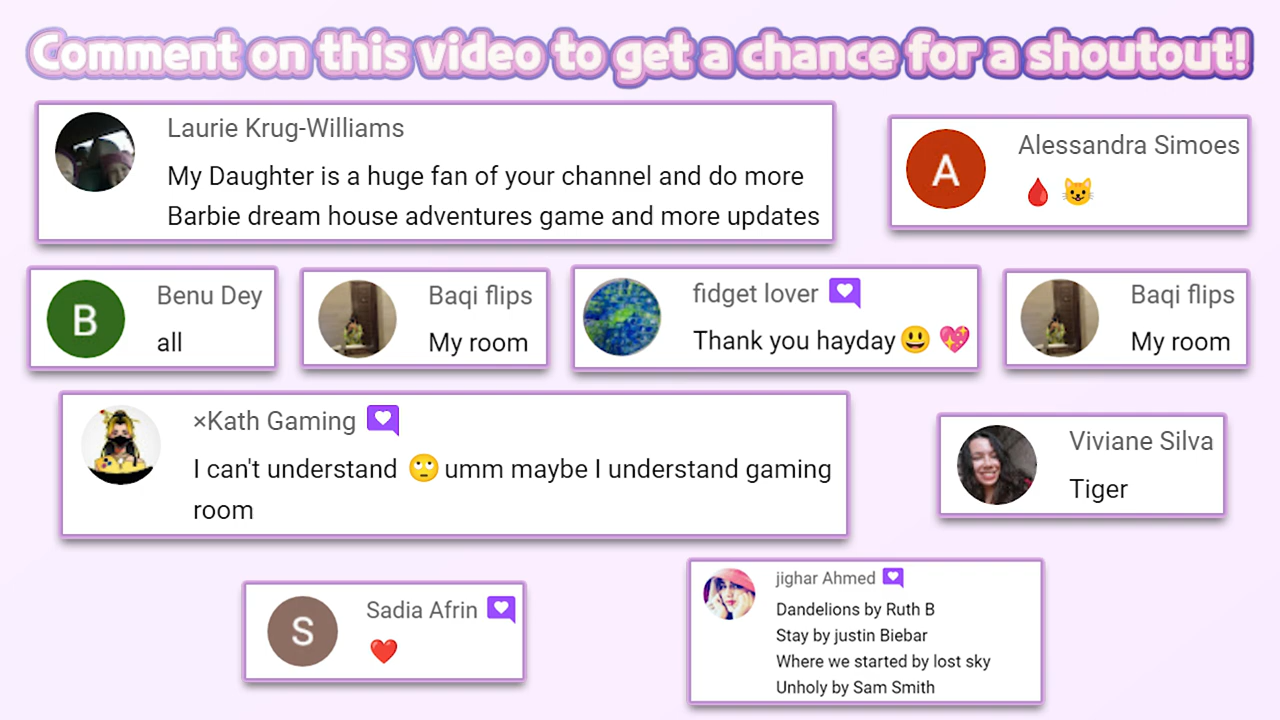 Comment on this video to get a chance for a shoutout!
Laurie Krug-Williams
My Daughter is a huge fan of your channel and do more
Barbie dream house adventures game and more updates
A
Alessandra Simoes
🩸 😺
B
Benu Dey
all
Baqi flips
My room
fidget lover
Thank you hayday😃 💖
Baqi flips
My room
×Kath Gaming
I can't understand 🙄umm maybe I understand gaming
room
Viviane Silva
Tiger
S
Sadia Afrin
❤️
jighar Ahmed
Dandelions by Ruth B
Stay by justin Biebar
Where we started by lost sky
Unholy by Sam Smith